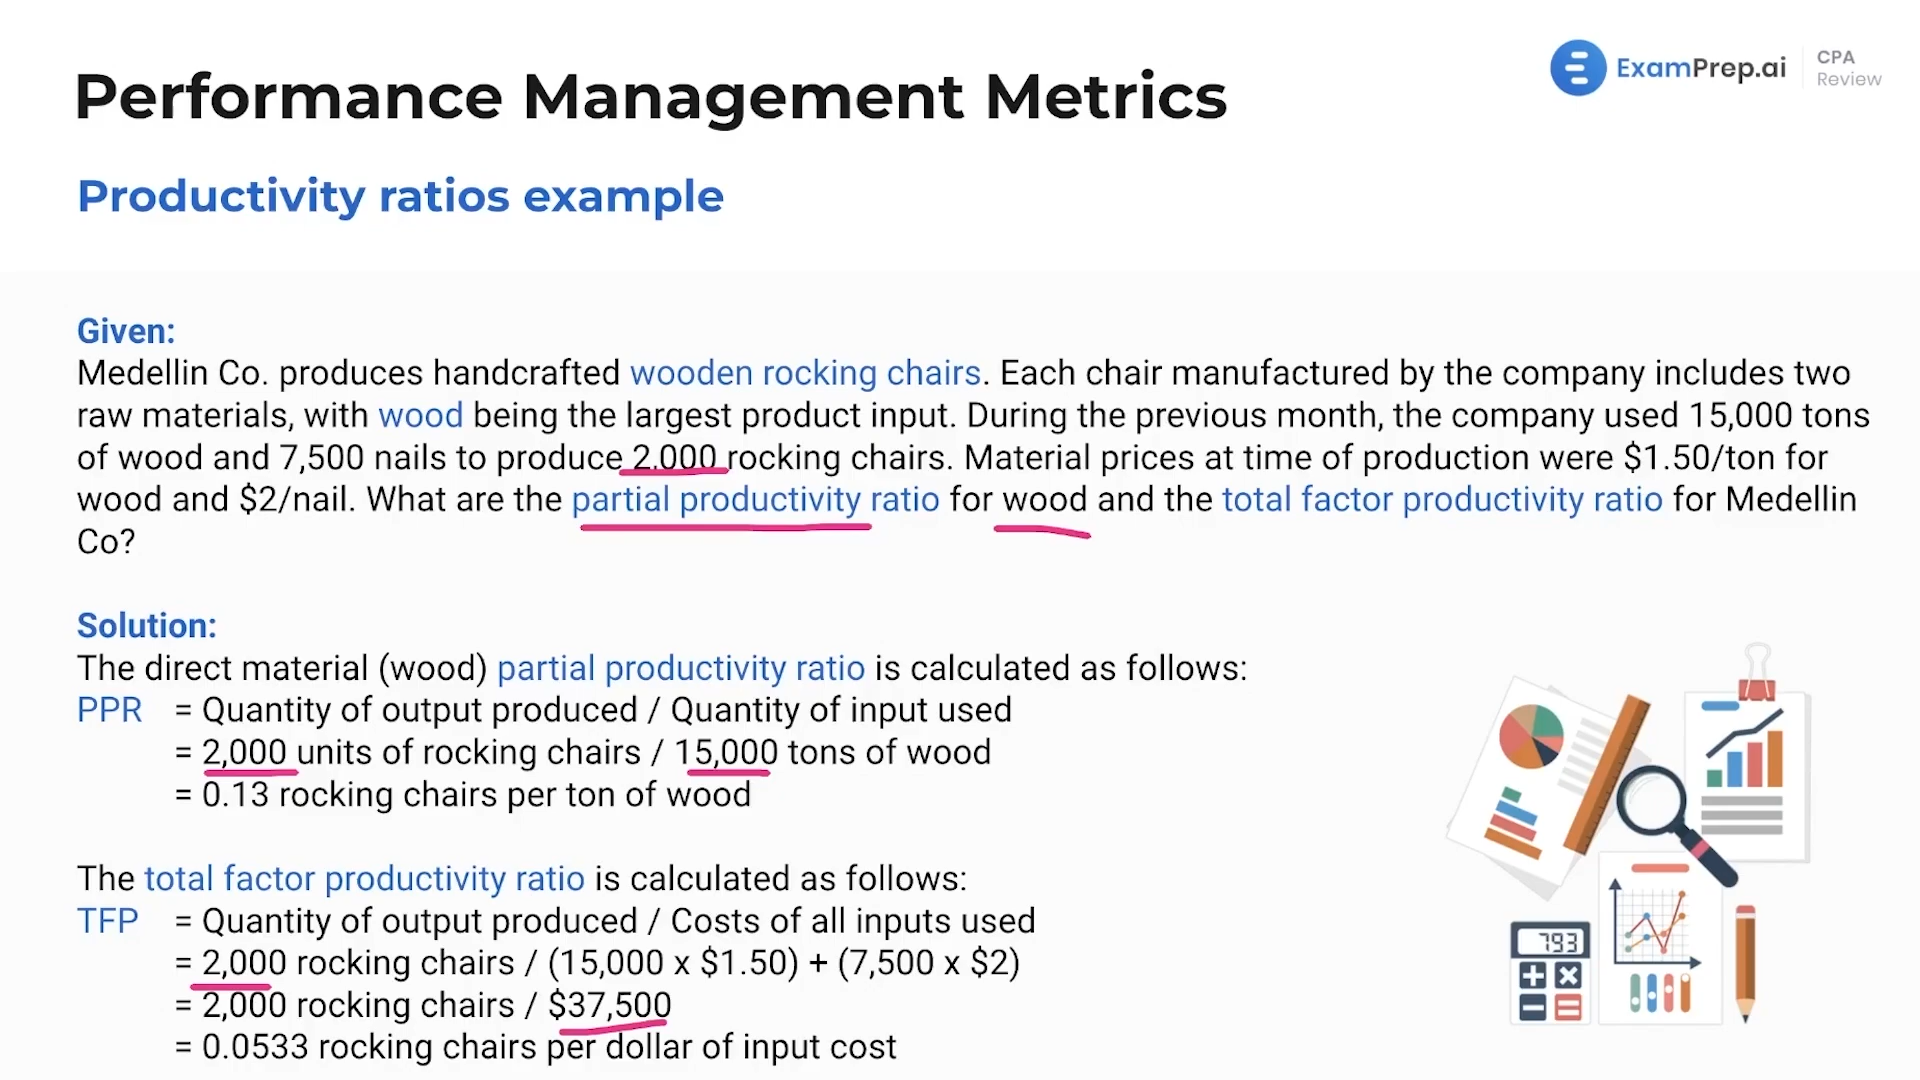 Performance Management Metrics
ExamPrep.ai
CPA
Review
Productivity ratios example
Given:
Medellin Co. produces handcrafted wooden rocking chairs. Each chair manufactured by the company includes two
raw materials, with wood being the largest product input. During the previous month, the company used 15,000 tons
of wood and 7,500 nails to produce 2,000 rocking chairs. Material prices at time of production were $1.50/ton for
wood and $2/nail. What are the partial productivity ratio for wood and the total factor productivity ratio for Medellin
Co?
Solution:
The direct material (wood) partial productivity ratio is calculated as follows:
PPR = Quantity of output produced / Quantity of input used
= 2,000 units of rocking chairs / 15,000 tons of wood
= 0.13 rocking chairs per ton of wood
The total factor productivity ratio is calculated as follows:
TFP = Quantity of output produced / Costs of all inputs used
= 2,000 rocking chairs / (15,000 x $1.50) + (7,500 x $2)
= 2,000 rocking chairs / $37,500
= 0.0533 rocking chairs per dollar of input cost
793